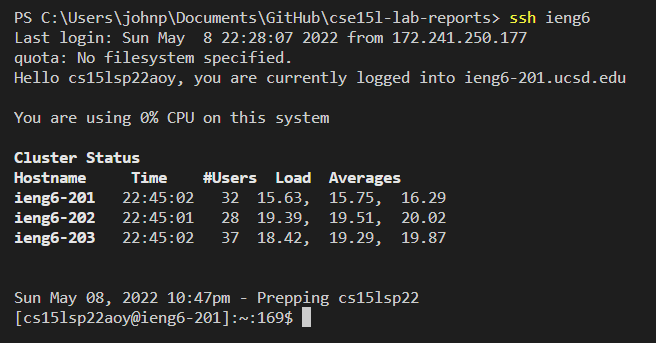 PS C:\Users\johnp\Documents\GitHub\cse15l-lab-reports> ssh ieng6
Last login: Sun May  8 22:28:07 2022 from 172.241.250.177
quota: No filesystem specified.
Hello cs15lsp22aoy, you are currently logged into ieng6-201.ucsd.edu
You are using 0% CPU on this system
Cluster Status
Hostname     Time    #Users  Load  Averages
ieng6-201   22:45:02   32  15.63,  15.75,  16.29
ieng6-202   22:45:01   28  19.39,  19.51,  20.02
ieng6-203   22:45:02   37  18.42,  19.29,  19.87
Sun May 08, 2022 10:47pm - Prepping cs15lsp22
[cs15lsp22aoy@ieng6-201]:~:169$